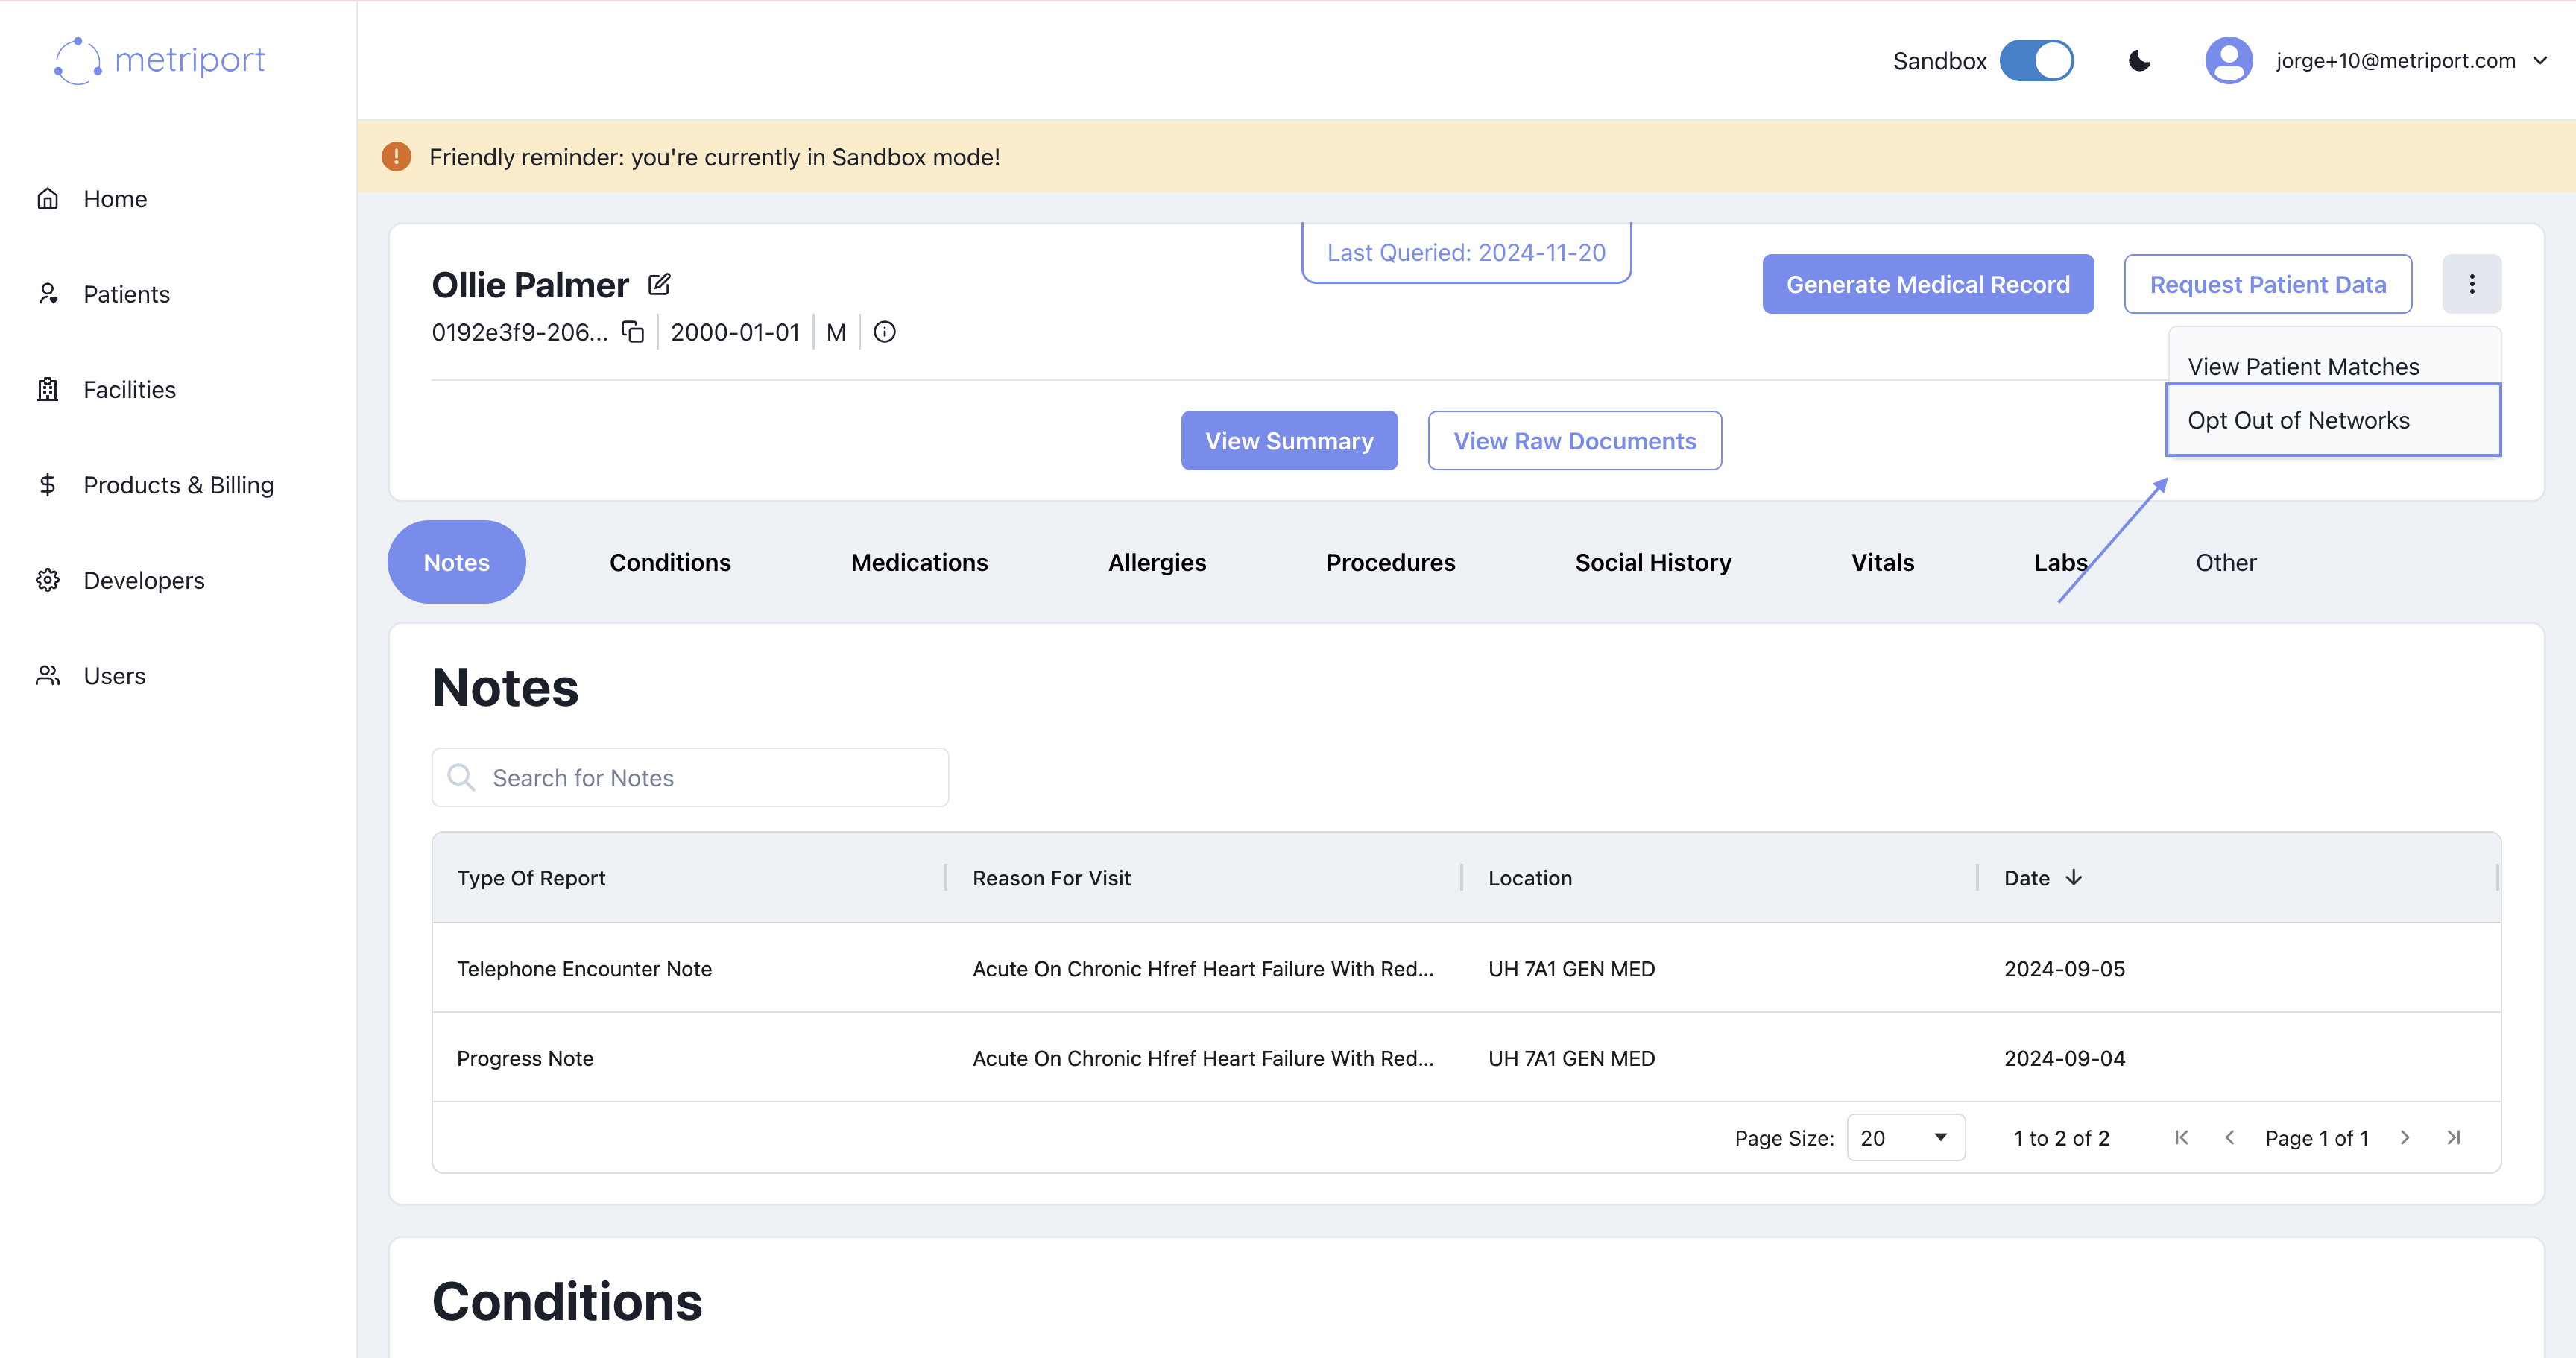 metriport
Sandbox
jorge+10@metriport.com
Friendly reminder: you're currently in Sandbox mode!
Home
Patients
Facilities
Products & Billing
Developers
Users
Last Queried: 2024-11-20
Ollie Palmer
0192e3f9-206... 2000-01-01 M
Generate Medical Record
Request Patient Data
View Patient Matches
Opt Out of Networks
View Summary
View Raw Documents
Notes Conditions Medications Allergies Procedures Social History Vitals Labs Other
Notes
Search for Notes
Type Of Report Reason For Visit Location Date
Telephone Encounter Note Acute On Chronic Hfref Heart Failure With Red... UH 7A1 GEN MED 2024-09-05
Progress Note Acute On Chronic Hfref Heart Failure With Red... UH 7A1 GEN MED 2024-09-04
Page Size: 20 1 to 2 of 2 Page 1 of 1
Conditions